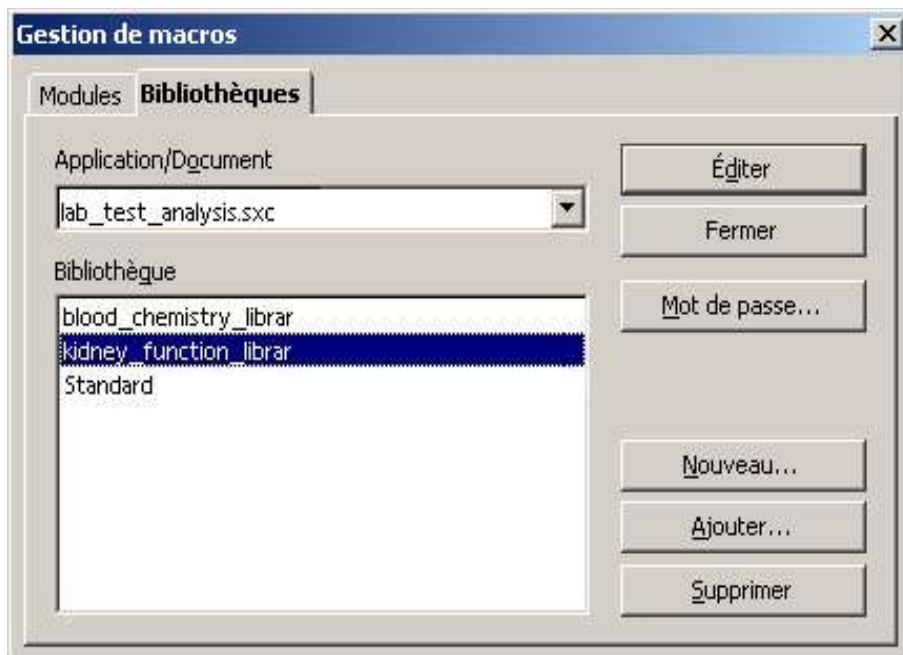 Gestion de macros
Modules Bibliothèques
Application/Document
lab_test_analysis.sxc
Bibliothègue
blood_chemistry_librar
kidney_function_librar
Standard
Éditer
Fermer
Mot de passe...
Nouveau...
Ajouter...
Supprimer